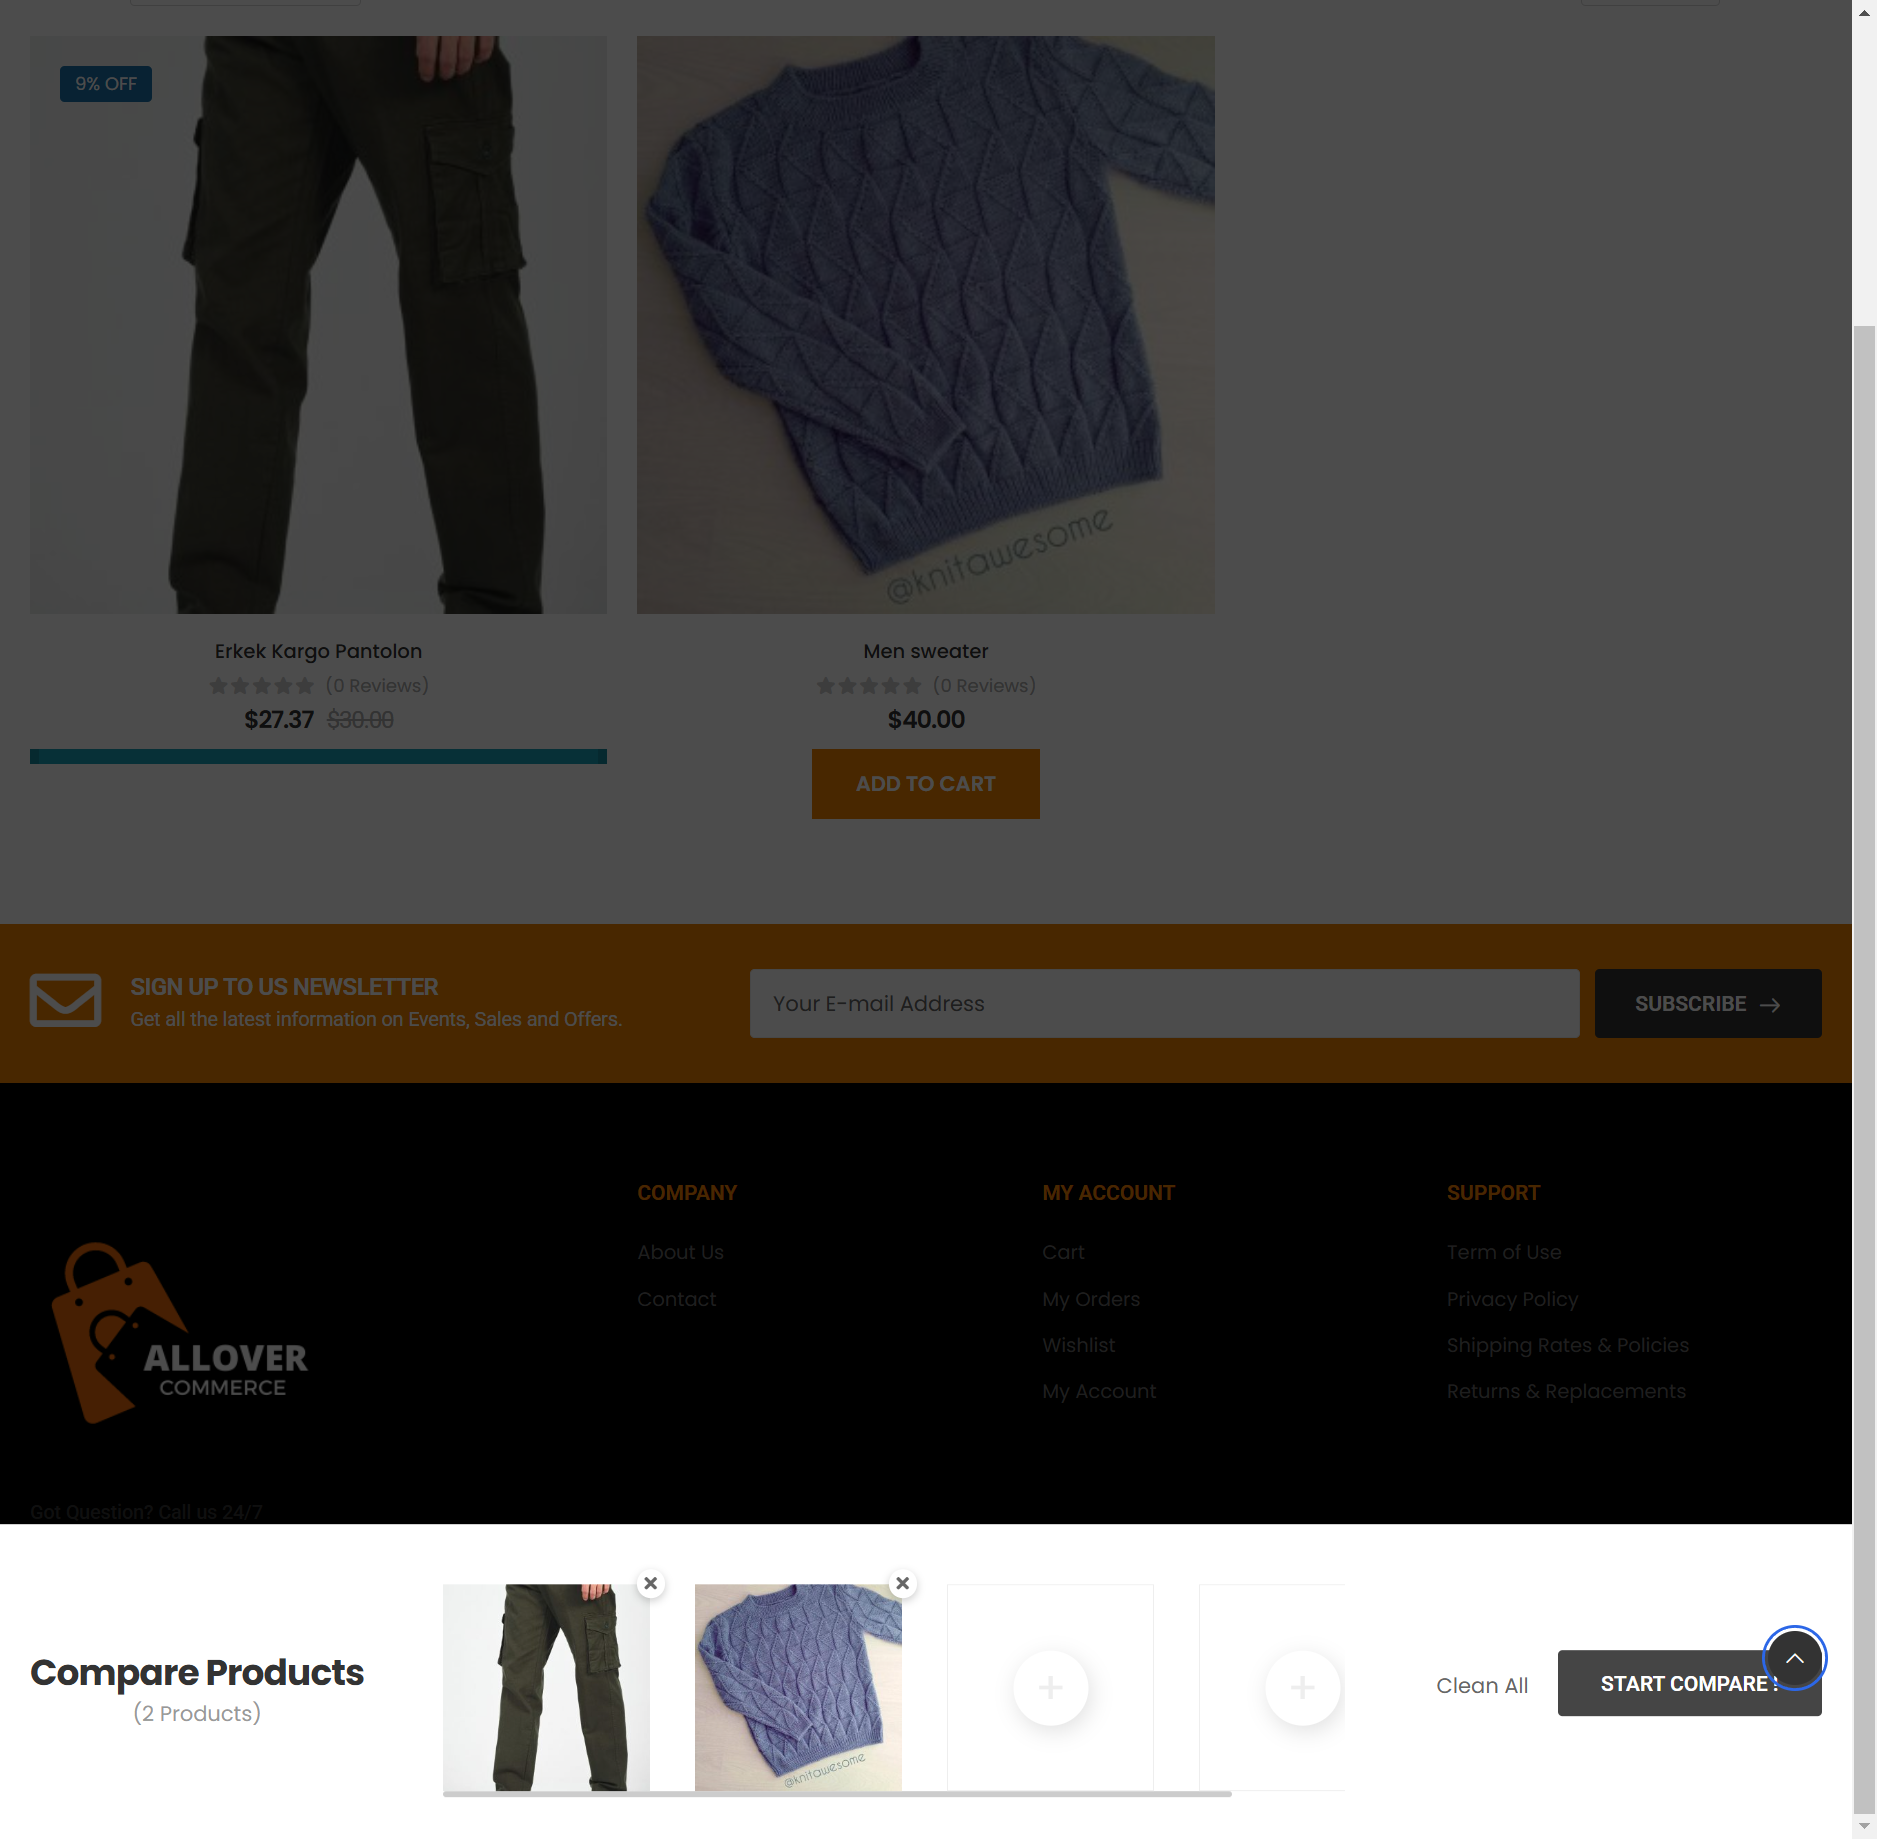 9% OFF
@knitawesome
Erkek Kargo Pantolon
(0 Reviews)
$27.37 $30.00
Men sweater
(0 Reviews)
$40.00
ADD TO CART
SIGN UP TO US NEWSLETTER
Get all the latest information on Events, Sales and Offers.
Your E-mail Address
SUBSCRIBE
ALLOVER
COMMERCE
COMPANY
About Us
Contact
MY ACCOUNT
Cart
My Orders
Wishlist
My Account
SUPPORT
Term of Use
Privacy Policy
Shipping Rates & Policies
Returns & Replacements
Got Question? Call us 24/7
Compare Products
(2 Products)
@knitawesome
Clean All
START COMPARE